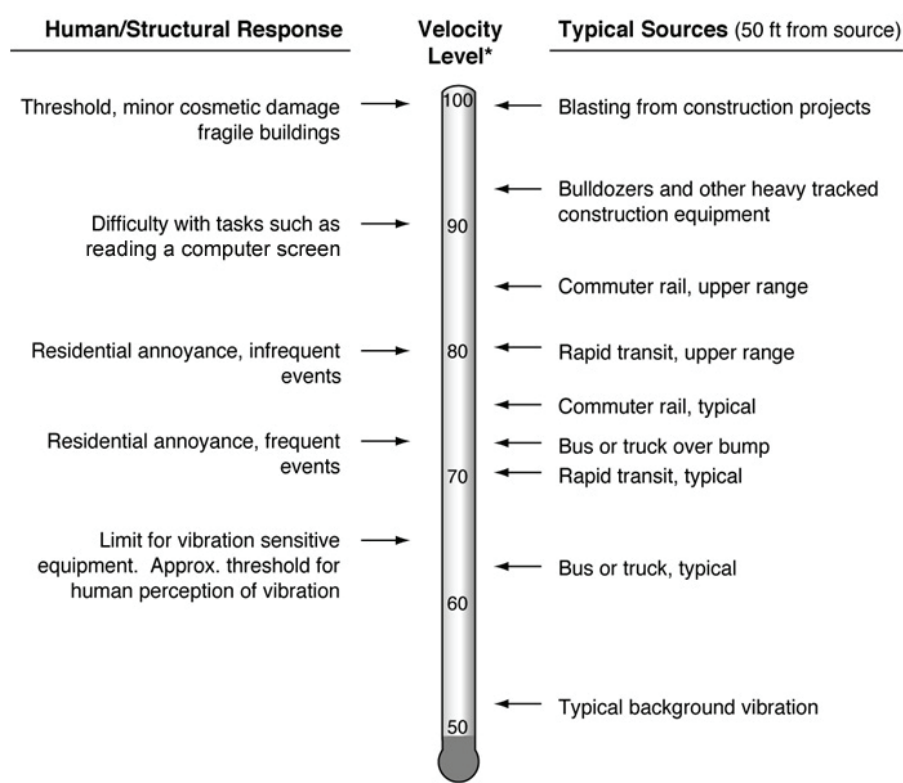 Human/Structural Response
Velocity
Level*
Typical Sources (50 ft from source)
Threshold, minor cosmetic damage
fragile buildings
100
Blasting from construction projects
Bulldozers and other heavy tracked
construction equipment
Difficulty with tasks such as
reading a computer screen
90
Commuter rail, upper range
Residential annoyance, infrequent
events
80
Rapid transit, upper range
Commuter rail, typical
Residential annoyance, frequent
events
Bus or truck over bump
70
Rapid transit, typical
Limit for vibration sensitive
equipment. Approx. threshold for
human perception of vibration
Bus or truck, typical
60
Typical background vibration
50